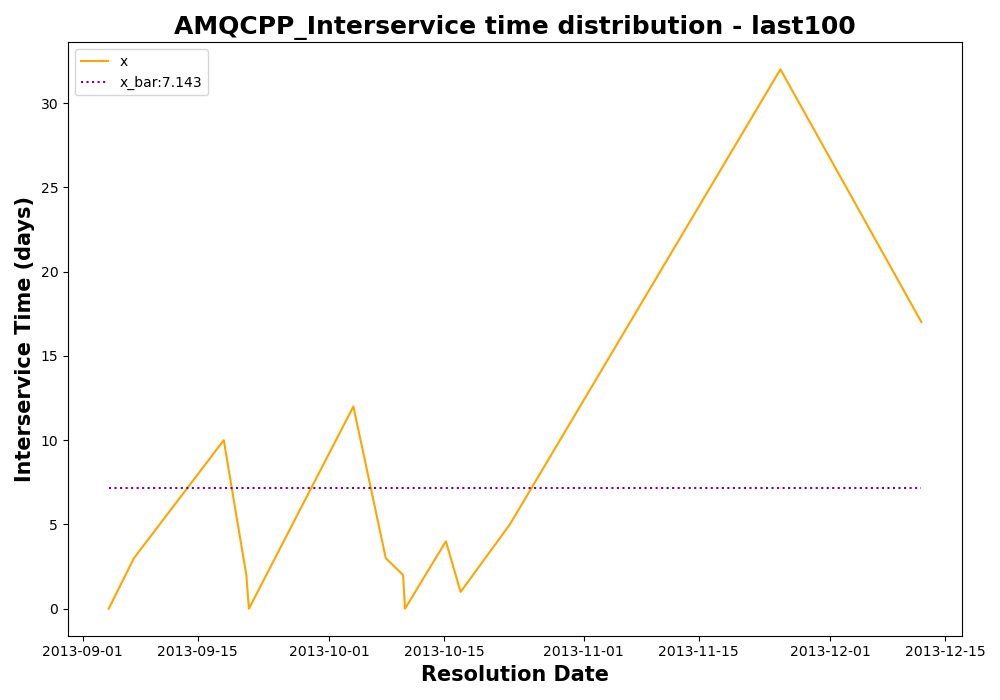 AMQCPP_Interservice time distribution - last100
x
x_bar:7.143
Interservice Time (days)
30
25
20
15
10
5
0
2013-09-01 2013-09-15 2013-10-01 2013-10-15 2013-11-01 2013-11-15 2013-12-01 2013-12-15
Resolution Date